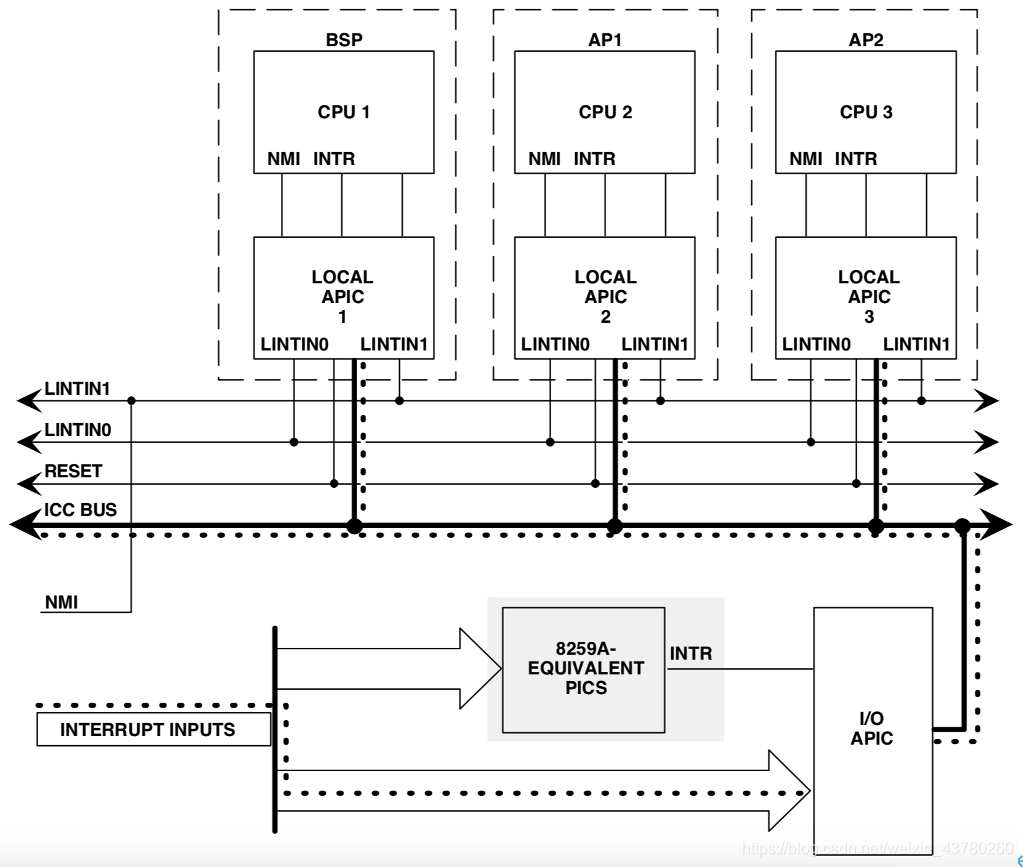 BSP
AP1
AP2
CPU 1
CPU 2
CPU 3
NMI INTR
NMI INTR
NMI INTR
LOCAL
APIC
1
LOCAL
APIC
2
LOCAL
APIC
3
LINTIN0
LINTIN1
LINTIN0
LINTIN1
LINTIN0
LINTIN1
LINTIN1
LINTIN0
RESET
ICC BUS
NMI
8259A-
EQUIVALENT
PICS
INTR
INTERRUPT INPUTS
I/O
APIC
https://blog.csdn.net/weixin_43780260